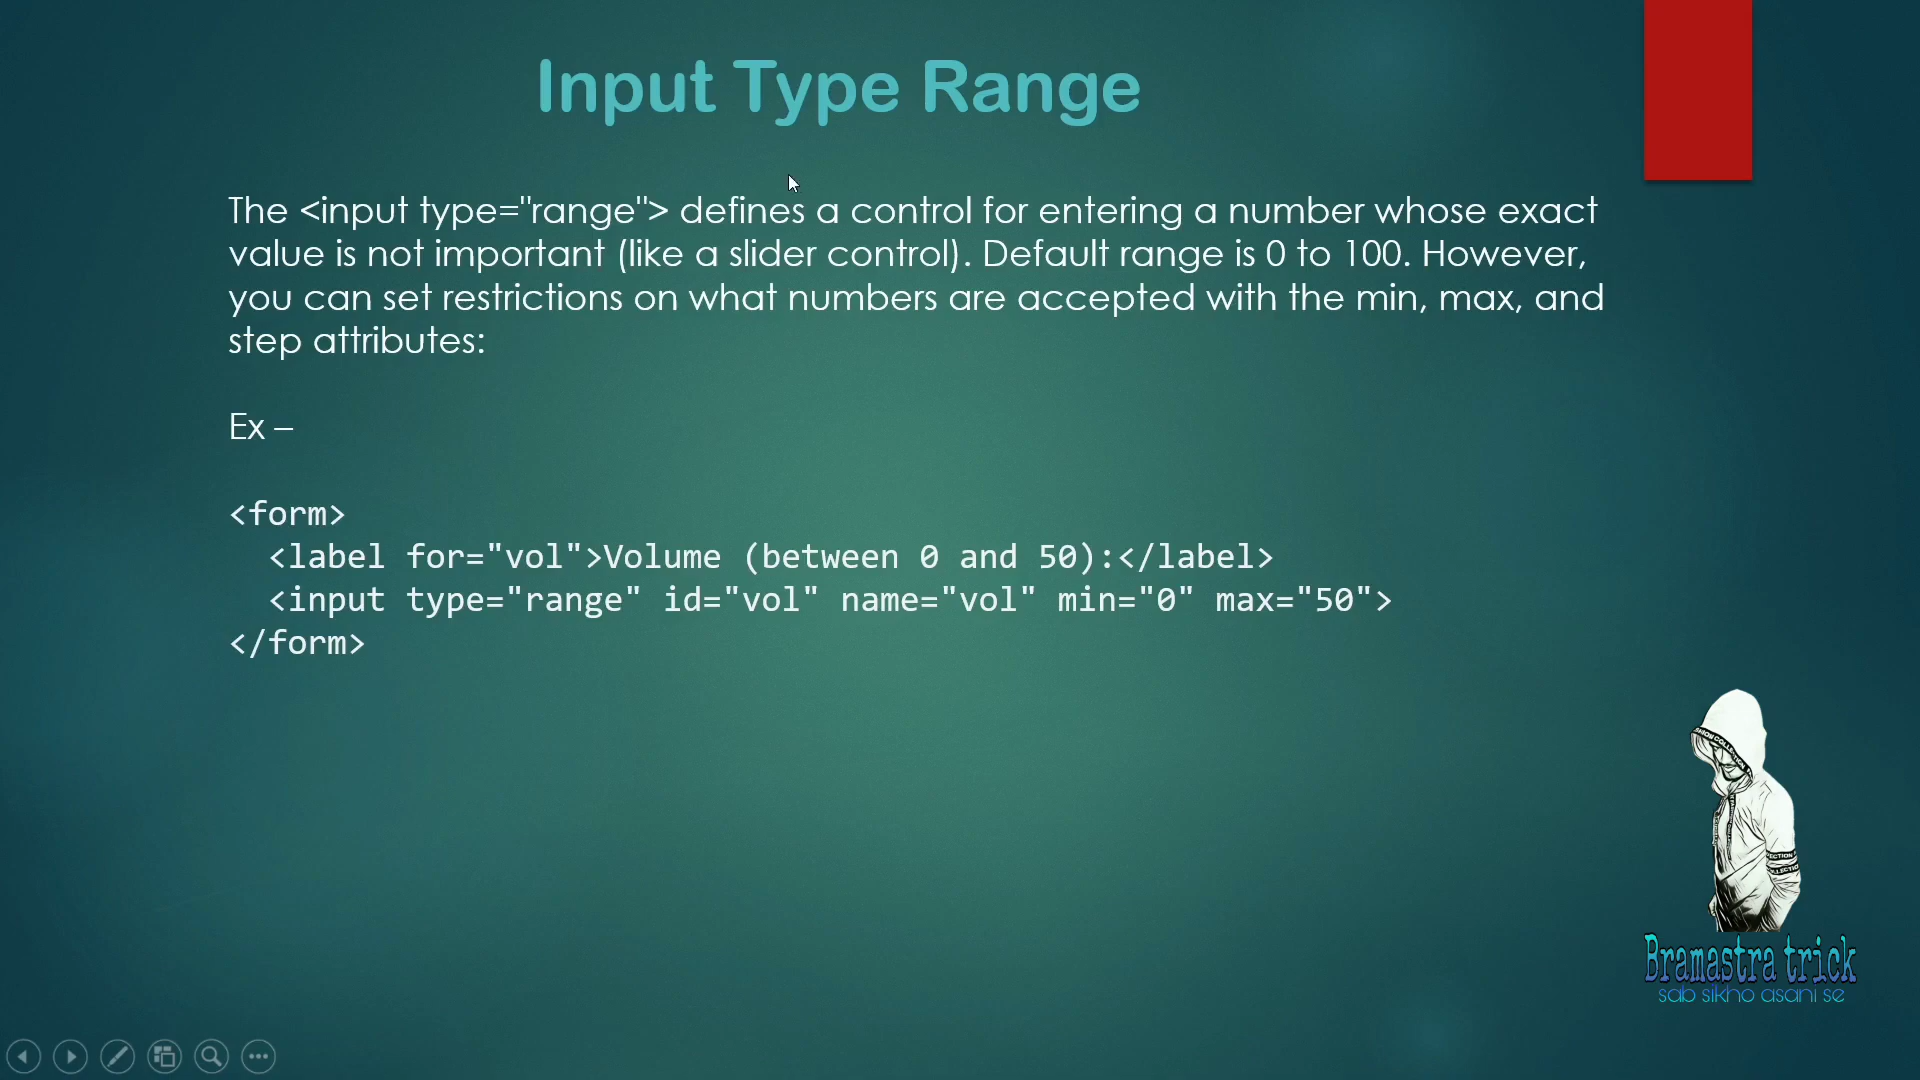 Input Type Range
The <input type="range"> defines a control for entering a number whose exact
value is not important (like a slider control). Default range is 0 to 100. However,
you can set restrictions on what numbers are accepted with the min, max, and
step attributes:
Ex –
<form>
  <label for="vol">Volume (between 0 and 50):</label>
  <input type="range" id="vol" name="vol" min="0" max="50">
</form>
Bramastra trick
sab sikho asani se